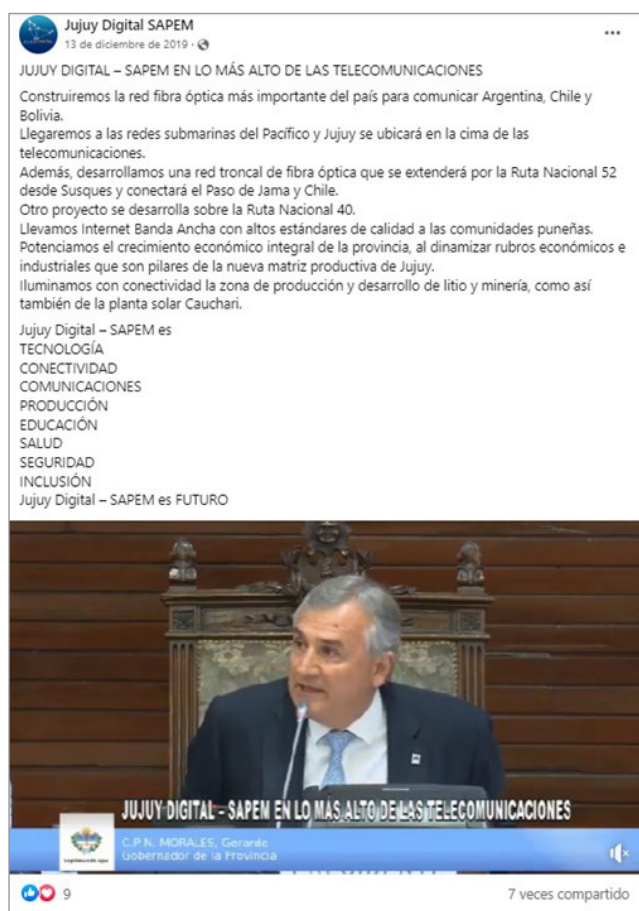 Jujuy Digital SAPEM
13 de diciembre de 2019 ·
JUJUY DIGITAL – SAPEM EN LO MÁS ALTO DE LAS TELECOMUNICACIONES
Construiremos la red fibra óptica más importante del país para comunicar Argentina, Chile y
Bolivia.
Llegaremos a las redes submarinas del Pacífico y Jujuy se ubicará en la cima de las
telecomunicaciones.
Además, desarrollamos una red troncal de fibra óptica que se extenderá por la Ruta Nacional 52
desde Susques y conectará el Paso de Jama y Chile.
Otro proyecto se desarrolla sobre la Ruta Nacional 40.
Llevamos Internet Banda Ancha con altos estándares de calidad a las comunidades puneñas.
Potenciamos el crecimiento económico integral de la provincia, al dinamizar rubros económicos e
industriales que son pilares de la nueva matriz productiva de Jujuy.
Iluminamos con conectividad la zona de producción y desarrollo de litio y minería, como así
también de la planta solar Cauchari.
Jujuy Digital – SAPEM es
TECNOLOGÍA
CONECTIVIDAD
COMUNICACIONES
PRODUCCIÓN
EDUCACIÓN
SALUD
SEGURIDAD
INCLUSIÓN
Jujuy Digital – SAPEM es FUTURO
JUJUY DIGITAL - SAPEM EN LO MÁS ALTO DE LAS TELECOMUNICACIONES
C.P.N. MORALES, Gerardo
Gobernador de la Provincia
Legislatura de Jujuy
9
7 veces compartido